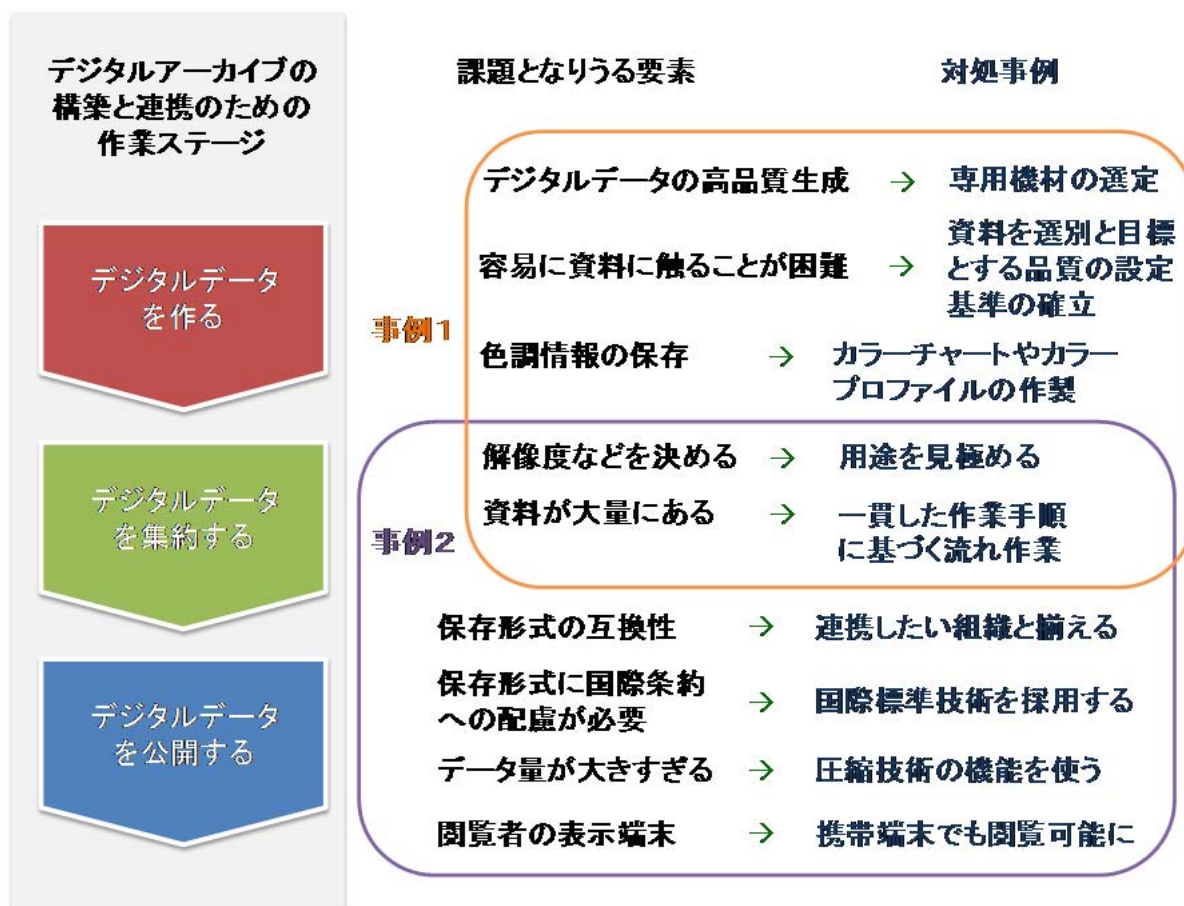 デジタルアーカイブの
構築と連携のための
作業ステージ
デジタルデータ
を作る
デジタルデータ
を集約する
デジタルデータ
を公開する
課題となりうる要素
対処事例
事例1
デジタルデータの高品質生成 → 専用機材の選定
容易に資料に触ることが困難 → 資料を選別と目標
とする品質の設定
基準の確立
色調情報の保存 → カラーチャートやカラー
プロファイルの作製
事例2
解像度などを決める → 用途を見極める
資料が大量にある → 一貫した作業手順
に基づく流れ作業
保存形式の互換性 → 連携したい組織と揃える
保存形式に国際条約
への配慮が必要 → 国際標準技術を採用する
データ量が大きすぎる → 圧縮技術の機能を使う
閲覧者の表示端末 → 携帯端末でも閲覧可能に